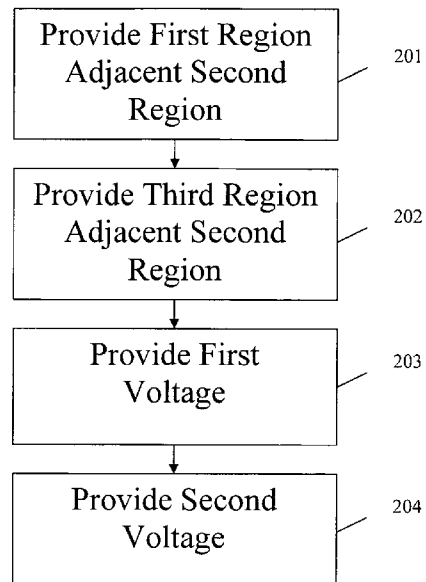 Provide First Region
Adjacent Second
Region
201
Provide Third Region
Adjacent Second
Region
202
Provide First
Voltage
203
Provide Second
Voltage
204